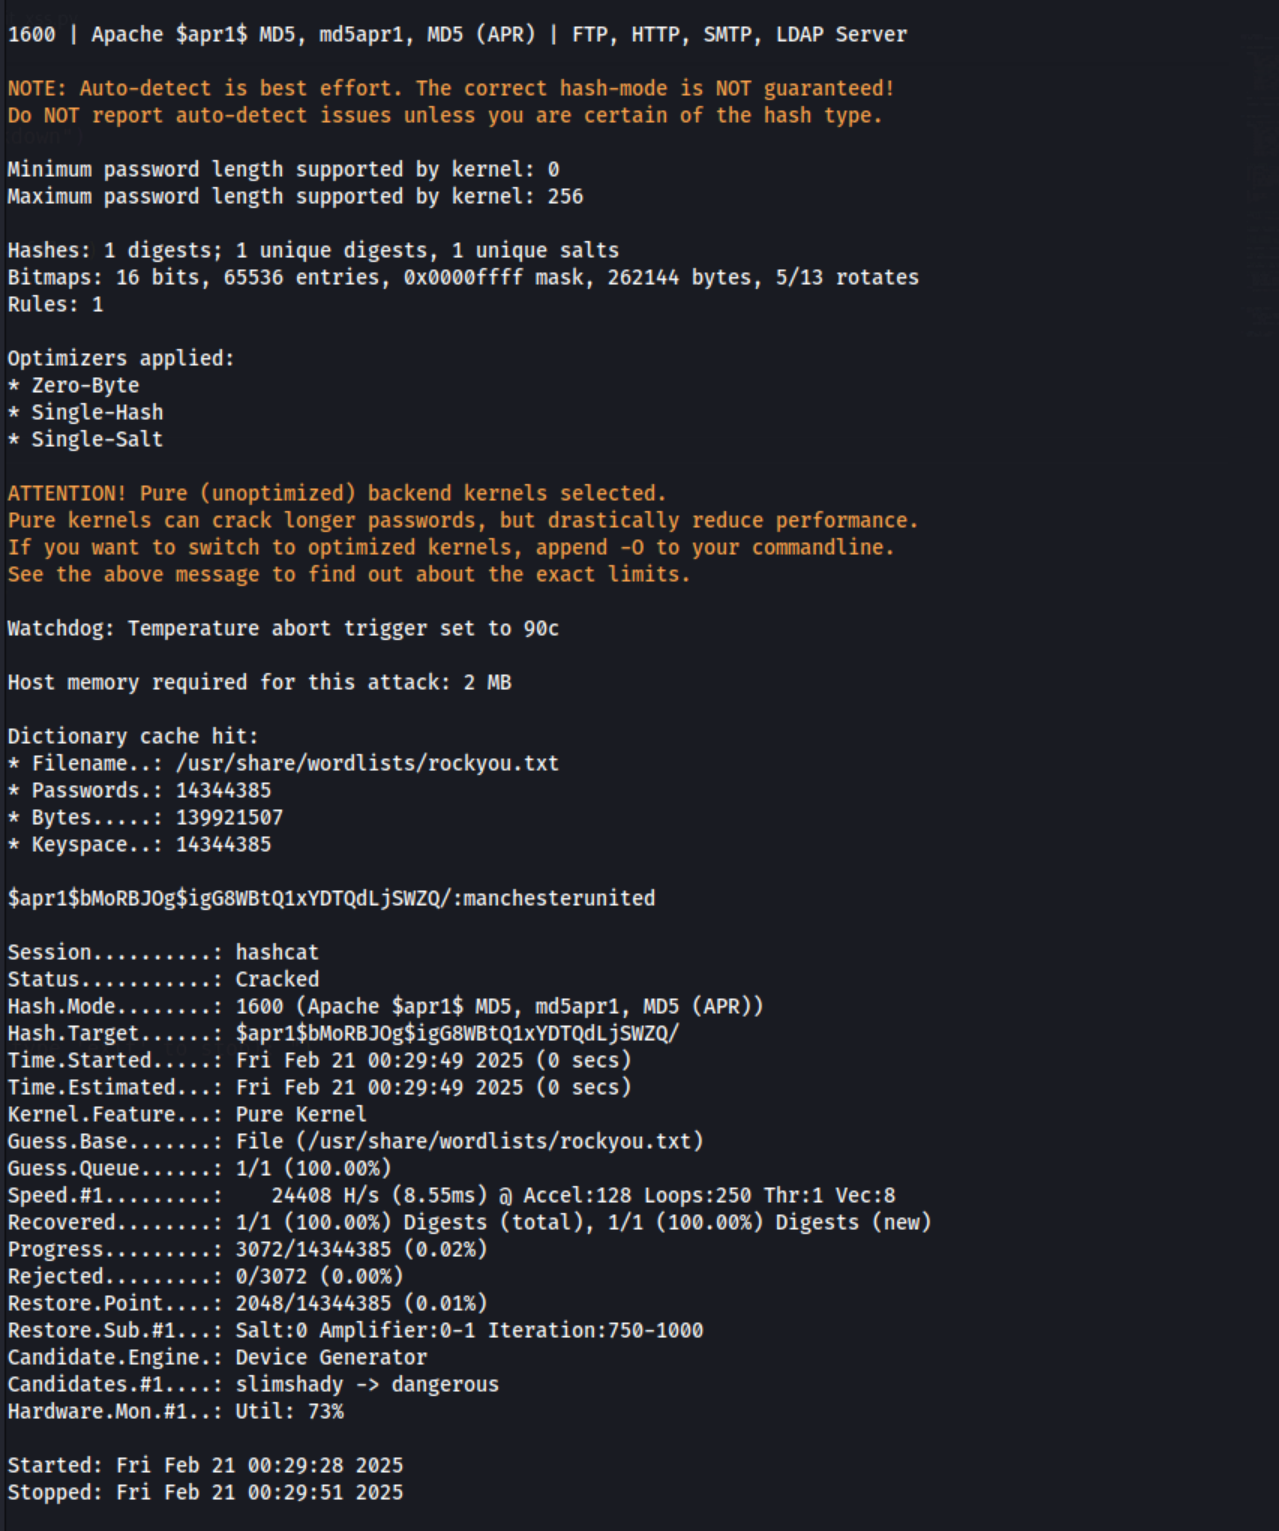 1600 | Apache $apr1$ MD5, md5apr1, MD5 (APR) | FTP, HTTP, SMTP, LDAP Server
NOTE: Auto-detect is best effort. The correct hash-mode is NOT guaranteed!
Do NOT report auto-detect issues unless you are certain of the hash type.
Minimum password length supported by kernel: 0
Maximum password length supported by kernel: 256
Hashes: 1 digests; 1 unique digests, 1 unique salts
Bitmaps: 16 bits, 65536 entries, 0x0000ffff mask, 262144 bytes, 5/13 rotates
Rules: 1
Optimizers applied:
* Zero-Byte
* Single-Hash
* Single-Salt
ATTENTION! Pure (unoptimized) backend kernels selected.
Pure kernels can crack longer passwords, but drastically reduce performance.
If you want to switch to optimized kernels, append -O to your commandline.
See the above message to find out about the exact limits.
Watchdog: Temperature abort trigger set to 90c
Host memory required for this attack: 2 MB
Dictionary cache hit:
* Filename..: /usr/share/wordlists/rockyou.txt
* Passwords.: 14344385
* Bytes.....: 139921507
* Keyspace..: 14344385
$apr1$bMoRBJOg$igG8WBtQ1xYDTQdLjSWZQ/:manchesterunited
Session..........: hashcat
Status...........: Cracked
Hash.Mode........: 1600 (Apache $apr1$ MD5, md5apr1, MD5 (APR))
Hash.Target......: $apr1$bMoRBJOg$igG8WBtQ1xYDTQdLjSWZQ/
Time.Started.....: Fri Feb 21 00:29:49 2025 (0 secs)
Time.Estimated...: Fri Feb 21 00:29:49 2025 (0 secs)
Kernel.Feature...: Pure Kernel
Guess.Base.......: File (/usr/share/wordlists/rockyou.txt)
Guess.Queue......: 1/1 (100.00%)
Speed.#1.........:    24408 H/s (8.55ms) @ Accel:128 Loops:250 Thr:1 Vec:8
Recovered........: 1/1 (100.00%) Digests (total), 1/1 (100.00%) Digests (new)
Progress.........: 3072/14344385 (0.02%)
Rejected.........: 0/3072 (0.00%)
Restore.Point....: 2048/14344385 (0.01%)
Restore.Sub.#1...: Salt:0 Amplifier:0-1 Iteration:750-1000
Candidate.Engine.: Device Generator
Candidates.#1....: slimshady -> dangerous
Hardware.Mon.#1..: Util: 73%
Started: Fri Feb 21 00:29:28 2025
Stopped: Fri Feb 21 00:29:51 2025